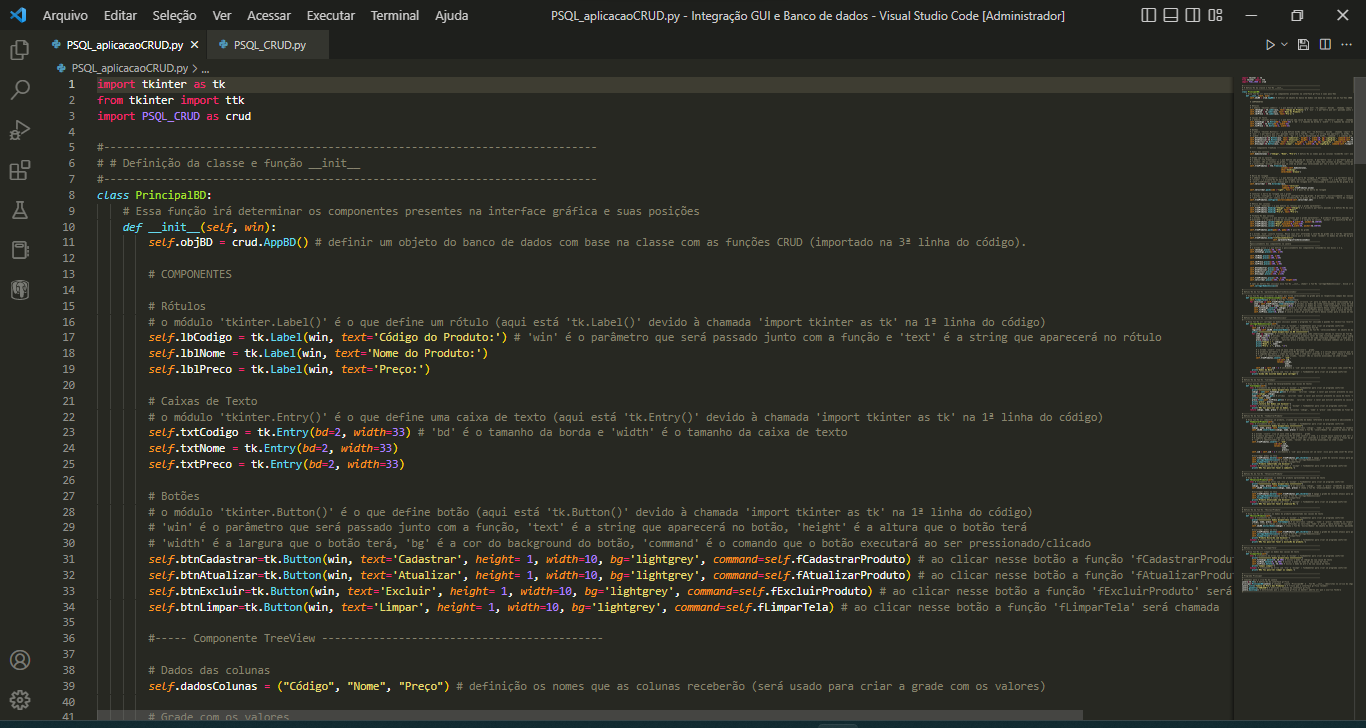 Arquivo Editar Seleção Ver Acessar Executar Terminal Ajuda PSQL_aplicacaoCRUD.py - Integração GUI e Banco de dados - Visual Studio Code [Administrador]
PSQL_aplicacaoCRUD.py PSQL_CRUD.py
PSQL_aplicacaoCRUD.py > ...
1 import tkinter as tk
2 from tkinter import ttk
3 import PSQL_CRUD as crud
4
5 #-----------------------------------------------------------------------
6 # # Definição da classe e função __init__
7 #-----------------------------------------------------------------------
8 class PrincipalBD:
9 # Essa função irá determinar os componentes presentes na interface gráfica e suas posições
10 def __init__(self, win):
11 self.objBD = crud.AppBD() # definir um objeto do banco de dados com base na classe com as funções CRUD (importado na 3ª linha do código).
12
13 # COMPONENTES
14
15 # Rótulos
16 # o módulo 'tkinter.Label()' é o que define um rótulo (aqui está 'tk.Label()' devido à chamada 'import tkinter as tk' na 1ª linha do código)
17 self.lbCodigo = tk.Label(win, text='Código do Produto:') # 'win' é o parâmetro que será passado junto com a função e 'text' é a string que aparecerá no rótulo
18 self.lblNome = tk.Label(win, text='Nome do Produto:')
19 self.lblPreco = tk.Label(win, text='Preço:')
20
21 # Caixas de Texto
22 # o módulo 'tkinter.Entry()' é o que define uma caixa de texto (aqui está 'tk.Entry()' devido à chamada 'import tkinter as tk' na 1ª linha do código)
23 self.txtCodigo = tk.Entry(bd=2, width=33) # 'bd' é o tamanho da borda e 'width' é o tamanho da caixa de texto
24 self.txtNome = tk.Entry(bd=2, width=33)
25 self.txtPreco = tk.Entry(bd=2, width=33)
26
27 # Botões
28 # o módulo 'tkinter.Button()' é o que define botão (aqui está 'tk.Button()' devido à chamada 'import tkinter as tk' na 1ª linha do código)
29 # 'win' é o parâmetro que será passado junto com a função, 'text' é a string que aparecerá no botão, 'height' é a altura que o botão terá
30 # 'width' é a largura que o botão terá, 'bg' é a cor do background do botão, 'command' é o comando que o botão executará ao ser pressionado/clicado
31 self.btnCadastrar=tk.Button(win, text='Cadastrar', height= 1, width=10, bg='lightgrey', command=self.fCadastrarProduto) # ao clicar nesse botão a função 'fCadastrarProdu
32 self.btnAtualizar=tk.Button(win, text='Atualizar', height= 1, width=10, bg='lightgrey', command=self.fAtualizarProduto) # ao clicar nesse botão a função 'fAtualizarProdu
33 self.btnExcluir=tk.Button(win, text='Excluir', height= 1, width=10, bg='lightgrey', command=self.fExcluirProduto) # ao clicar nesse botão a função 'fExcluirProduto' será
34 self.btnLimpar=tk.Button(win, text='Limpar', height= 1, width=10, bg='lightgrey', command=self.fLimparTela) # ao clicar nesse botão a função 'fLimparTela' será chamada
35
36 #----- Componente TreeView --------------------------------------------
37
38 # Dados das colunas
39 self.dadosColunas = ("Código", "Nome", "Preço") # definição os nomes que as colunas receberão (será usado para criar a grade com os valores)
40
41 # Grade com os valores